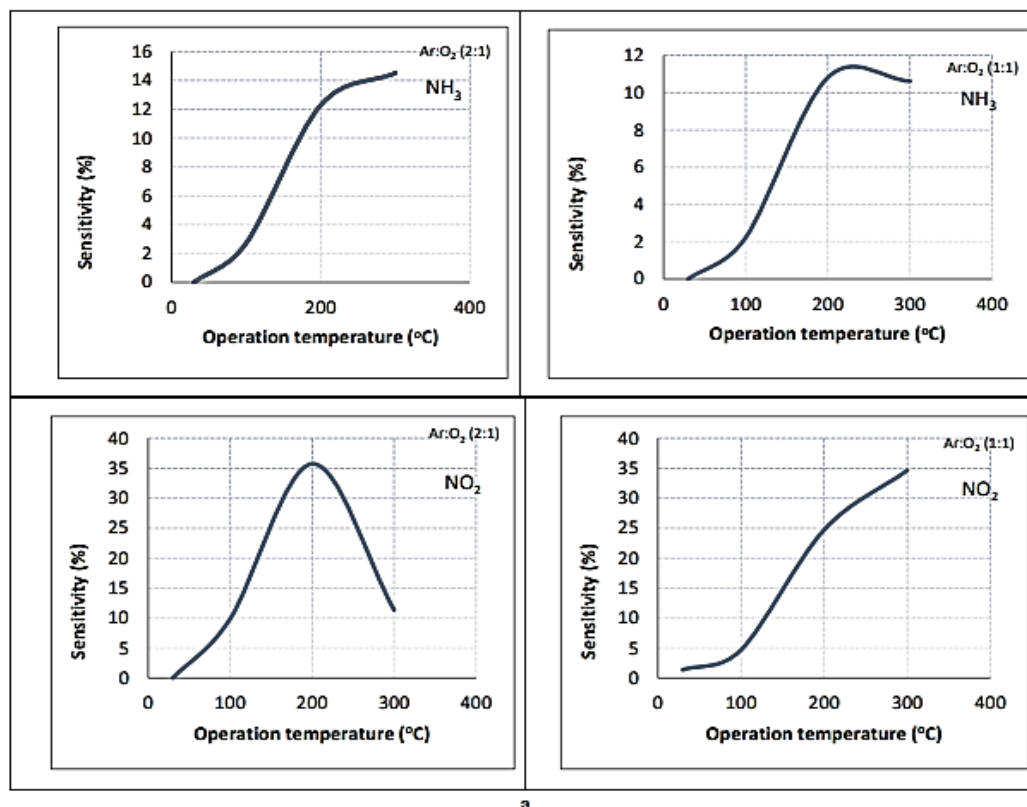 Ar:O₂ (2:1)
NH₃
16
14
12
10
8
6
4
2
0
Sensitivity (%)
0 200 400
Operation temperature (ºC)
Ar:O₂ (1:1)
NH₃
12
10
8
6
4
2
0
Sensitivity (%)
0 100 200 300 400
Operation temperature (ºC)
Ar:O₂ (2:1)
NO₂
40
35
30
25
20
15
10
5
0
Sensitivity (%)
0 100 200 300 400
Operation temperature (ºC)
Ar:O₂ (1:1)
NO₂
40
35
30
25
20
15
10
5
0
Sensitivity (%)
0 100 200 300 400
Operation temperature (ºC)
a